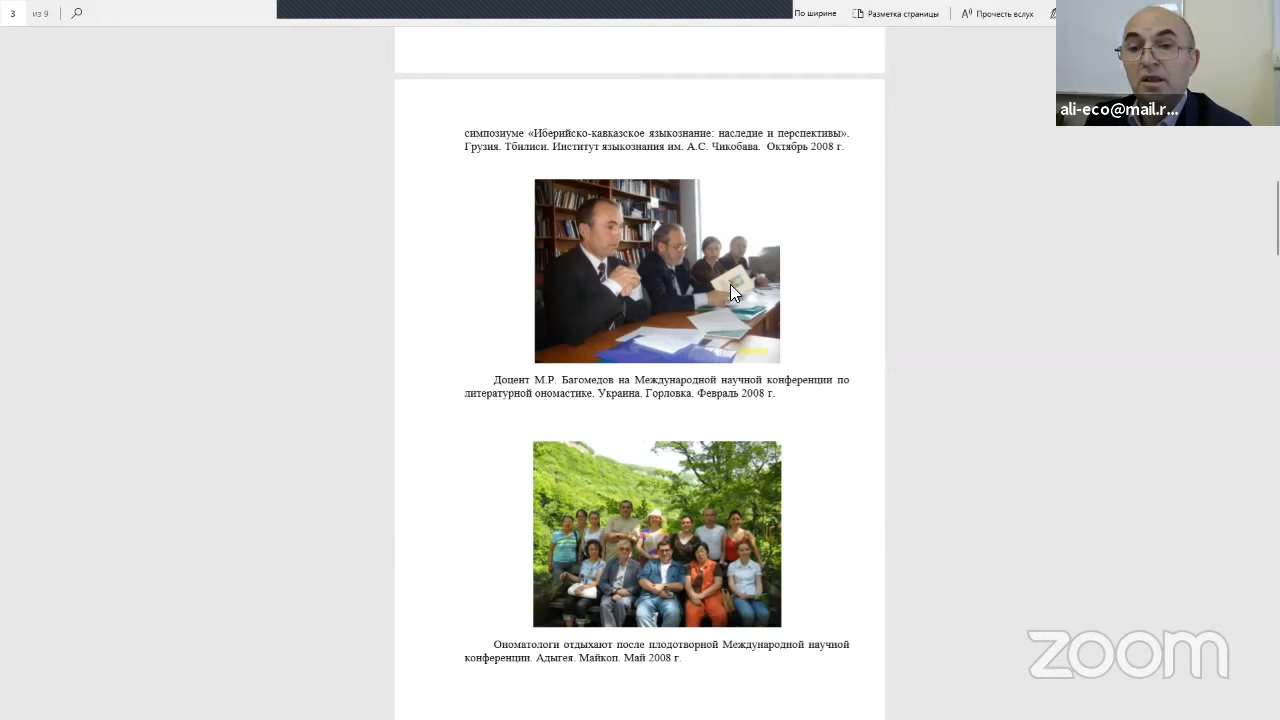 3
из 9
По ширине
Разметка страницы
Прочесть вслух
ali-eco@mail.r...
симпозиуме «Иберийско-кавказское языкознание: наследие и перспективы».
Грузия. Тбилиси. Институт языкознания им. А.С. Чикобава. Октябрь 2008 г.
Доцент М.Р. Багомедов на Международной научной конференции по
литературной ономастике. Украина. Горловка. Февраль 2008 г.
Ономатологи отдыхают после плодотворной Международной научной
конференции. Адыгея. Майкоп. Май 2008 г.
zoom